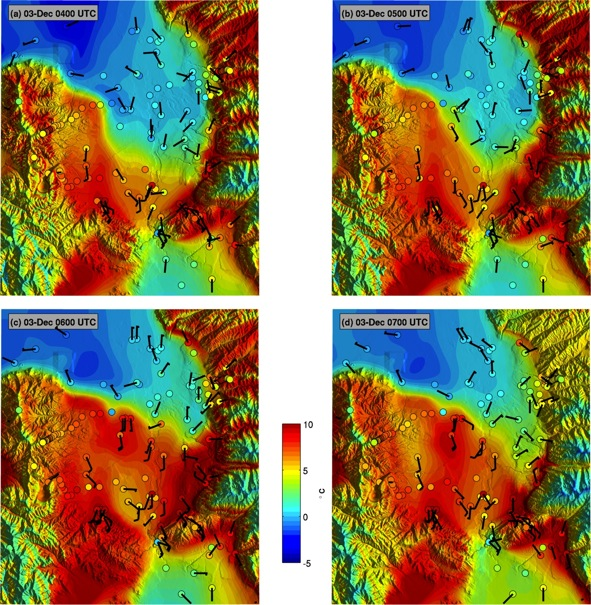 (a) 03-Dec 0400 UTC
(b) 03-Dec 0500 UTC
(c) 03-Dec 0600 UTC
(d) 03-Dec 0700 UTC
10
5
0
-5
° C